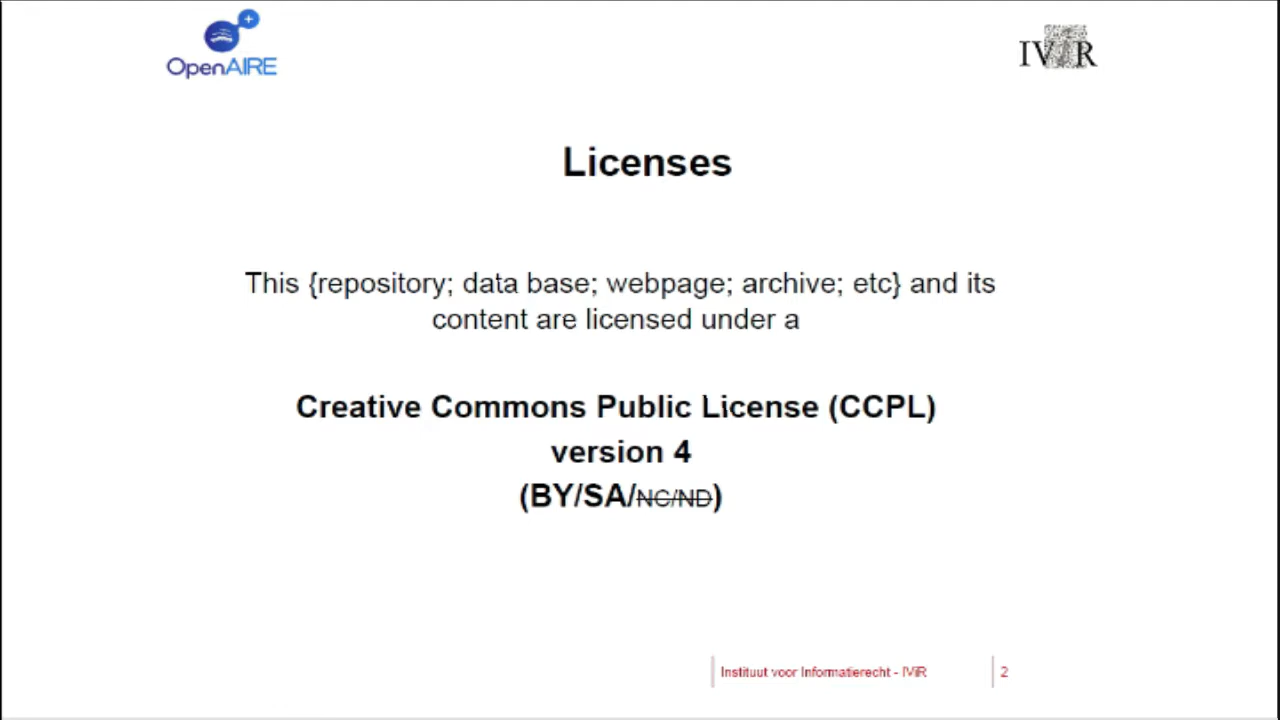 OpenAIRE
IViR
Licenses
This {repository; data base; webpage; archive; etc} and its
content are licensed under a
Creative Commons Public License (CCPL)
version 4
(BY/SA/NC/ND)
Instituut voor Informatierecht - IViR
2